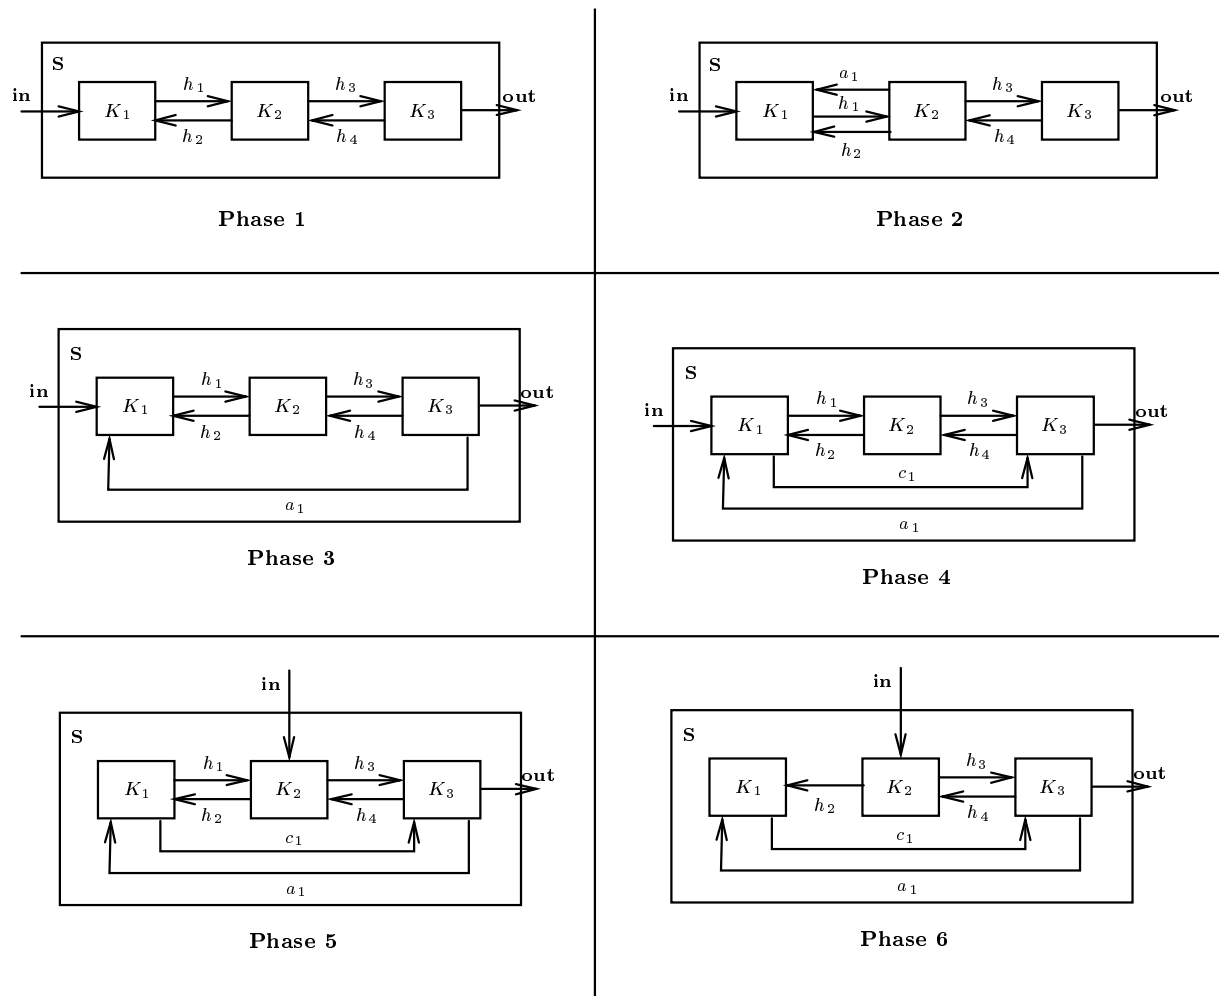 S
in
h1
h3
out
K1
K2
K3
h2
h4
Phase 1
S
in
a1
h1
h3
out
K1
K2
K3
h2
h4
Phase 2
S
in
h1
h3
out
K1
K2
K3
h2
h4
a1
Phase 3
S
in
h1
h3
out
K1
K2
K3
h2
h4
c1
a1
Phase 4
in
S
h1
h3
out
K1
K2
K3
h2
h4
c1
a1
Phase 5
in
S
h3
out
K1
K2
K3
h2
h4
c1
a1
Phase 6